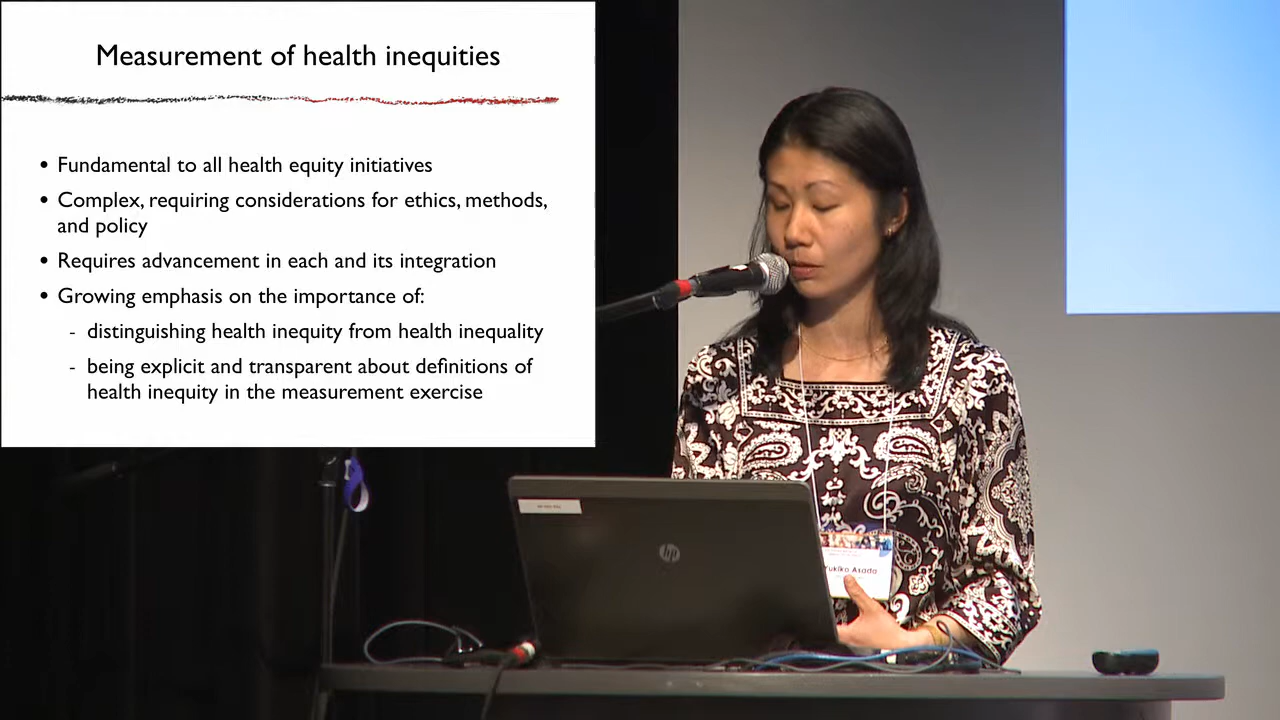 Measurement of health inequities
• Fundamental to all health equity initiatives
• Complex, requiring considerations for ethics, methods,
and policy
• Requires advancement in each and its integration
• Growing emphasis on the importance of:
- distinguishing health inequity from health inequality
- being explicit and transparent about definitions of
health inequity in the measurement exercise
hp
Yukiko Asada